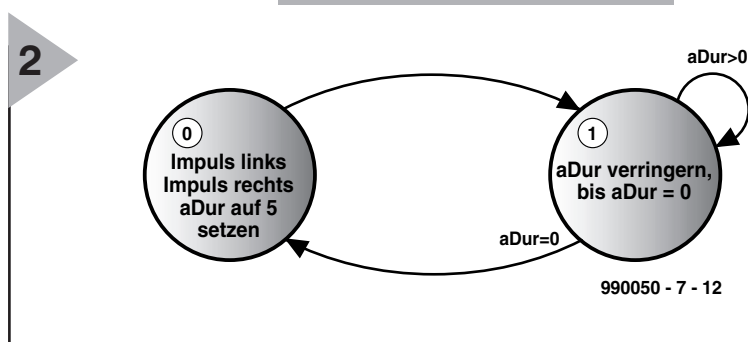 2
aDur>0
0
Impuls links
Impuls rechts
aDur auf 5
setzen
1
aDur verringern,
bis aDur = 0
aDur=0
990050 - 7 - 12